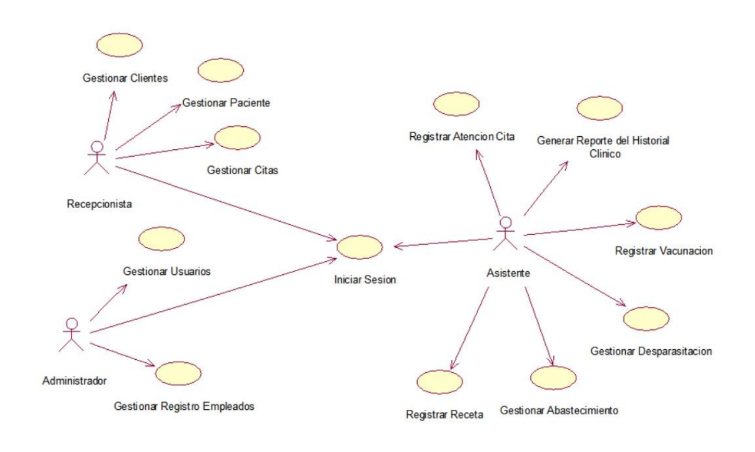 Gestionar Clientes
Gestionar Paciente
Registrar Atencion Cita
Generar Reporte del Historial
Clinico
Gestionar Citas
Recepcionista
Registrar Vacunacion
Gestionar Usuarios
Iniciar Sesion
Asistente
Gestionar Desparasitacion
Administrador
Gestionar Registro Empleados
Registrar Receta
Gestionar Abastecimiento